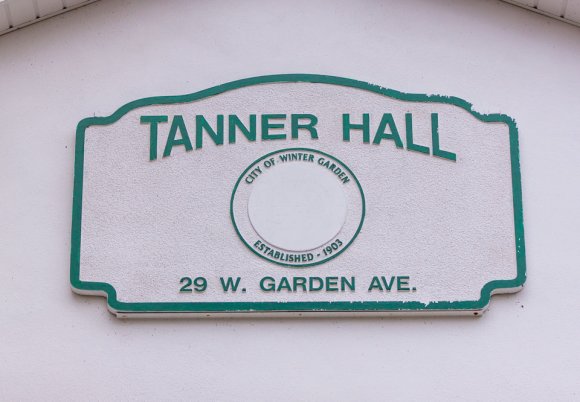 TANNER HALL
CITY OF WINTER GARDEN
ESTABLISHED - 1903
29 W. GARDEN AVE.